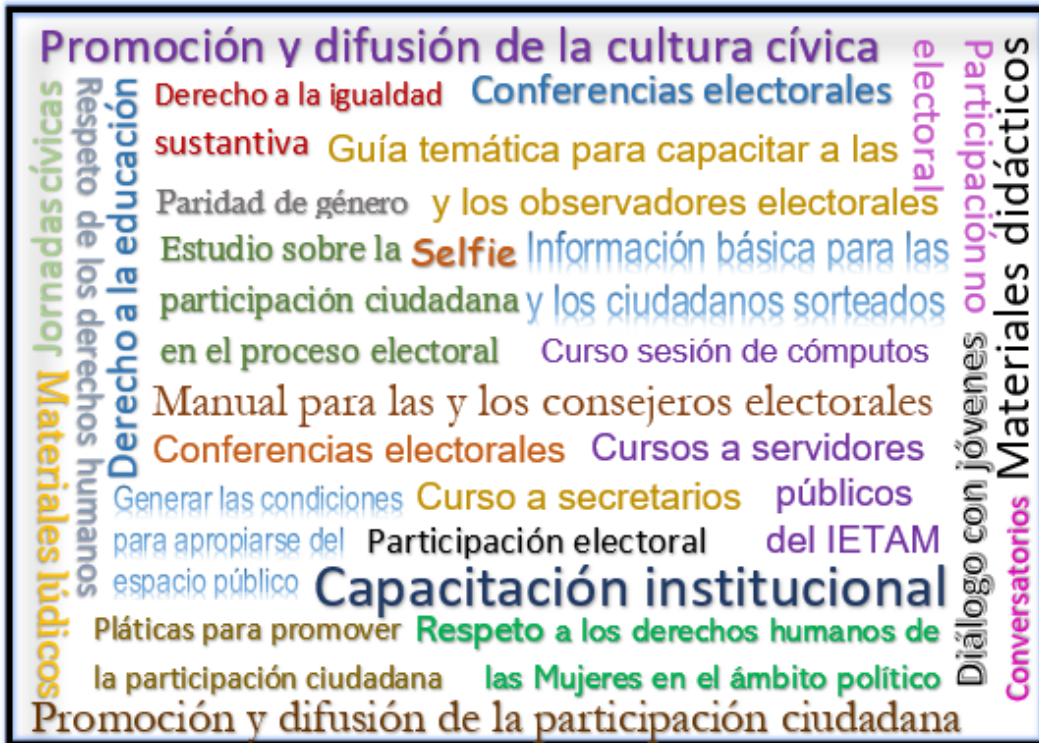 Promoción y difusión de la cultura cívica
Jornadas cívicas
Respeto de los derechos humanos
Derecho a la educación
Derecho a la igualdad
sustantiva
Conferencias electorales
Guía temática para capacitar a las
y los observadores electorales
Paridad de género
Estudio sobre la
participación ciudadana
en el proceso electoral
Selfie
Información básica para las
y los ciudadanos sorteados
Curso sesión de cómputos
Manual para las y los consejeros electorales
Conferencias electorales
Cursos a servidores
públicos
del IETAM
Generar las condiciones
para apropiarse del
espacio público
Curso a secretarios
Participación electoral
Capacitación institucional
Pláticas para promover
la participación ciudadana
Respeto a los derechos humanos de
las Mujeres en el ámbito político
Promoción y difusión de la participación ciudadana
Materiales lúdicos
Participación no
electoral
Materiales didácticos
Diálogo con jóvenes
Conversatorios